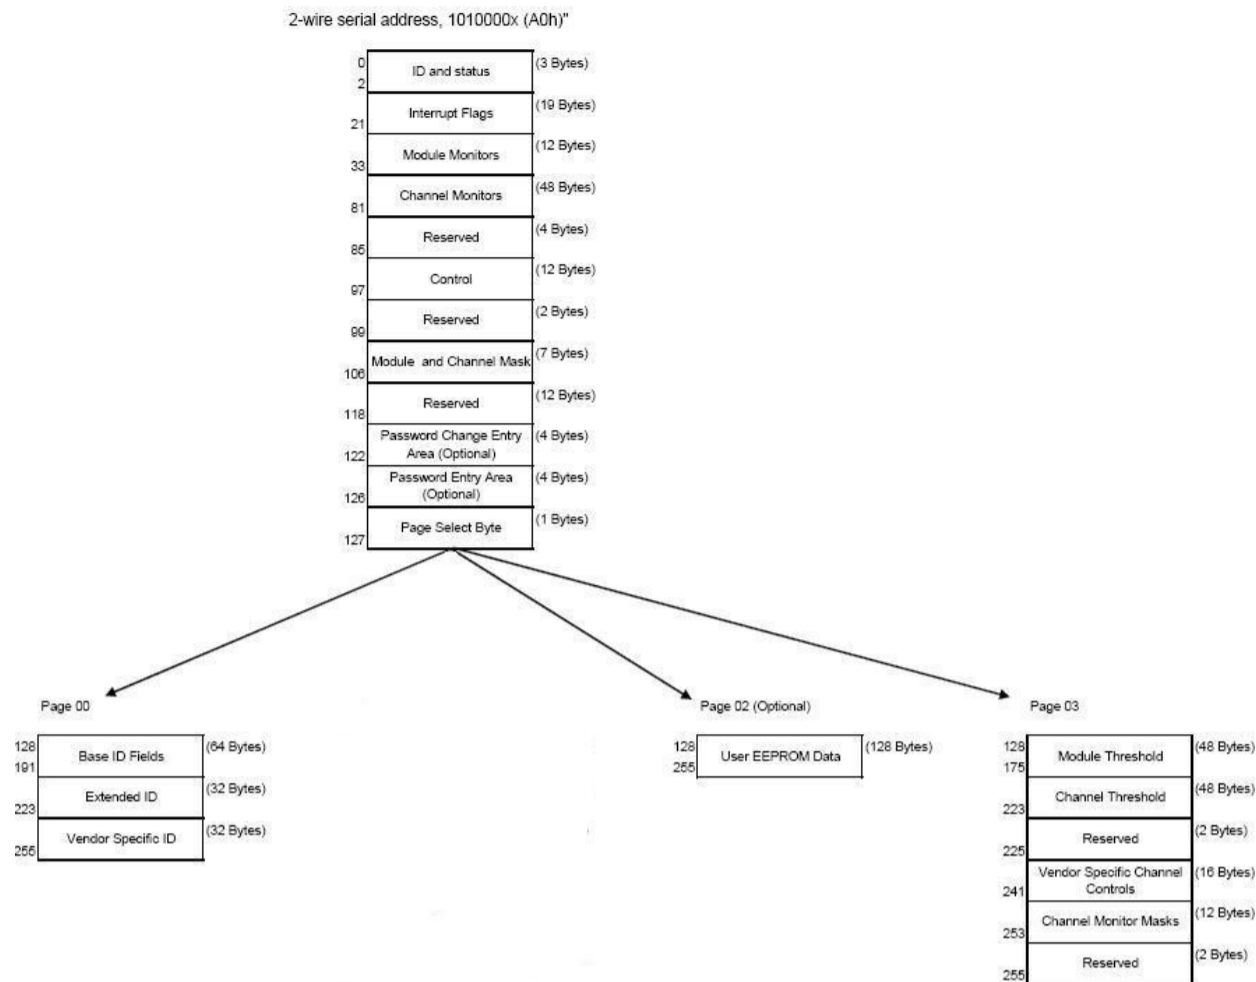 2-wire serial address, 1010000x (A0h)"
0
ID and status
(3 Bytes)
2
Interrupt Flags
(19 Bytes)
21
Module Monitors
(12 Bytes)
33
Channel Monitors
(48 Bytes)
81
Reserved
(4 Bytes)
85
Control
(12 Bytes)
97
Reserved
(2 Bytes)
99
Module and Channel Mask
(7 Bytes)
106
Reserved
(12 Bytes)
118
Password Change Entry
Area (Optional)
(4 Bytes)
122
Password Entry Area
(Optional)
(4 Bytes)
126
Page Select Byte
(1 Bytes)
127
Page 00
128
Base ID Fields
(64 Bytes)
191
Extended ID
(32 Bytes)
223
Vendor Specific ID
(32 Bytes)
255
Page 02 (Optional)
128
User EEPROM Data
(128 Bytes)
255
Page 03
128
Module Threshold
(48 Bytes)
175
Channel Threshold
(48 Bytes)
223
Reserved
(2 Bytes)
225
Vendor Specific Channel
Controls
(16 Bytes)
241
Channel Monitor Masks
(12 Bytes)
253
Reserved
(2 Bytes)
255